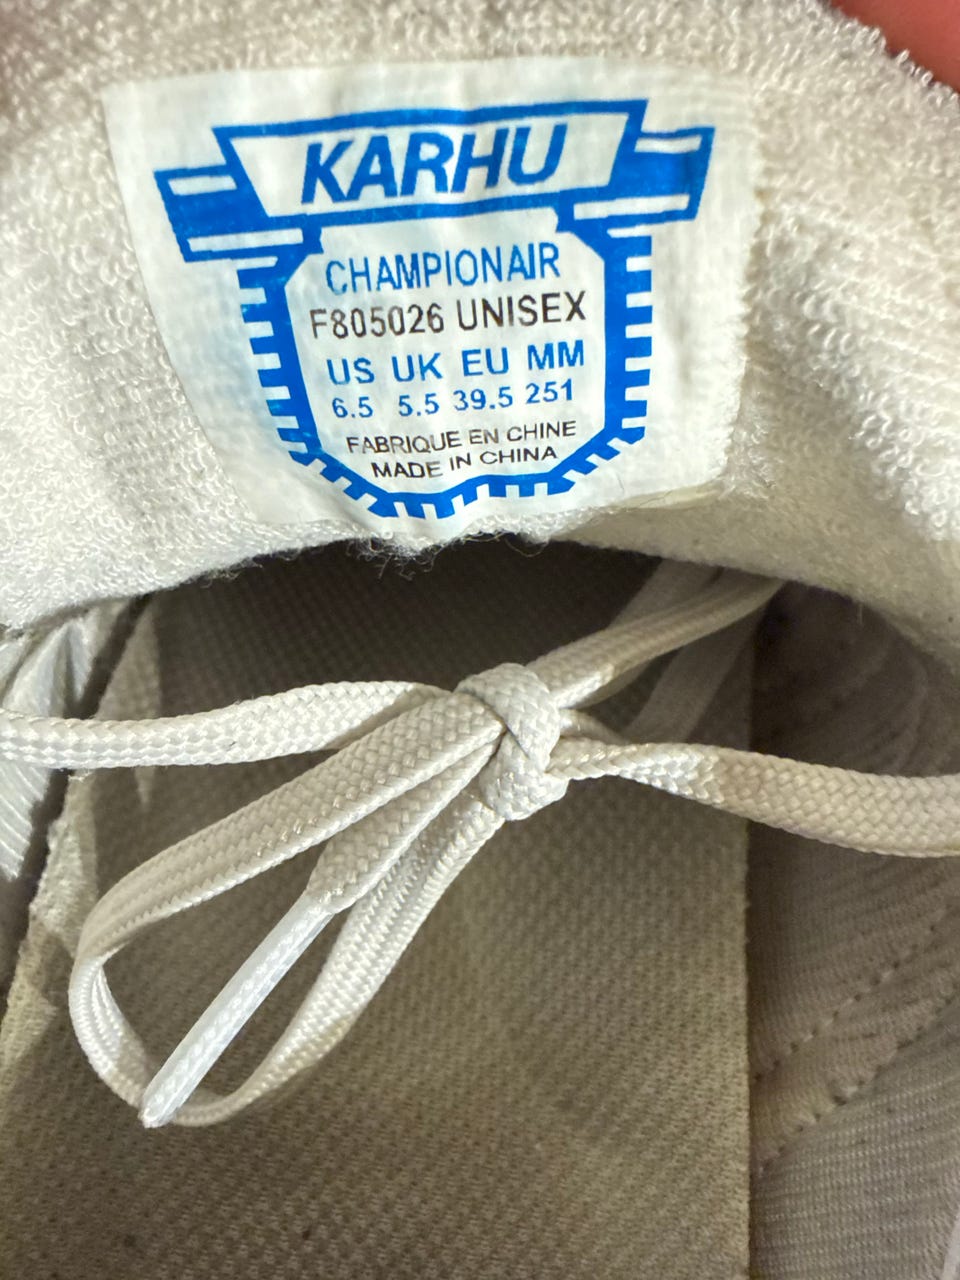 KARHU
CHAMPIONAIR
F805026 UNISEX
US UK EU MM
6.5 5.5 39.5 251
FABRIQUE EN CHINE
MADE IN CHINA